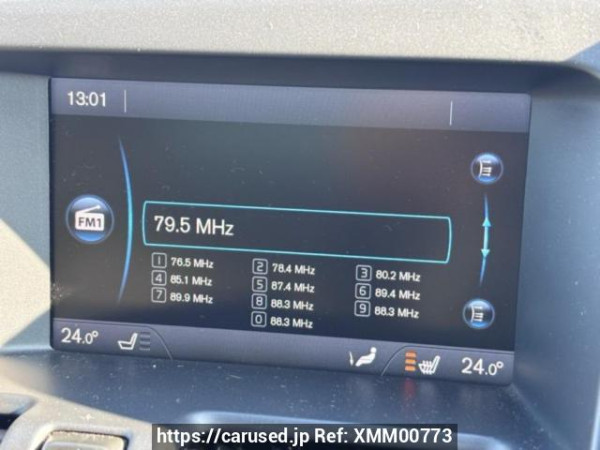 13:01
FM1
79.5 MHz
1 76.5 MHz 2 78.4 MHz 3 80.2 MHz
4 85.1 MHz 5 87.4 MHz 6 89.4 MHz
7 89.9 MHz 8 88.3 MHz 9 88.3 MHz
0 88.3 MHz
24.0° 24.0°
https://carused.jp Ref: XMM00773